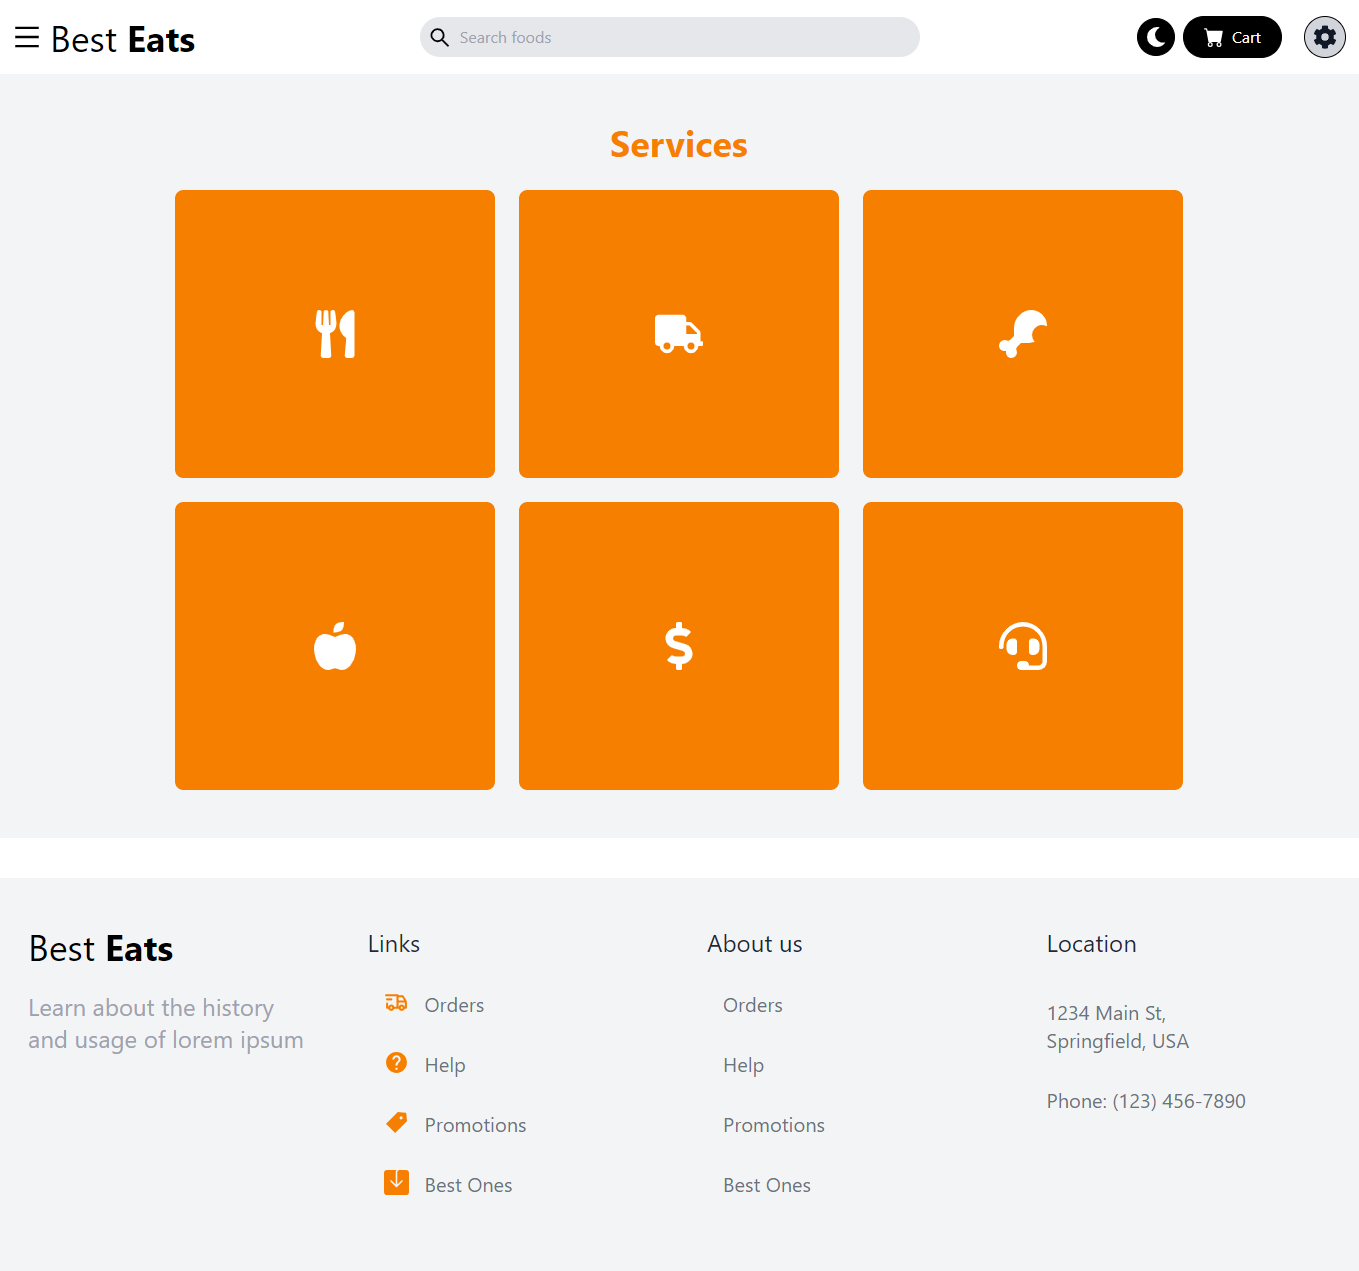 Best Eats
Search foods
Cart
Services
Best Eats
Learn about the history
and usage of lorem ipsum
Links
Orders
Help
Promotions
Best Ones
About us
Orders
Help
Promotions
Best Ones
Location
1234 Main St,
Springfield, USA
Phone: (123) 456-7890